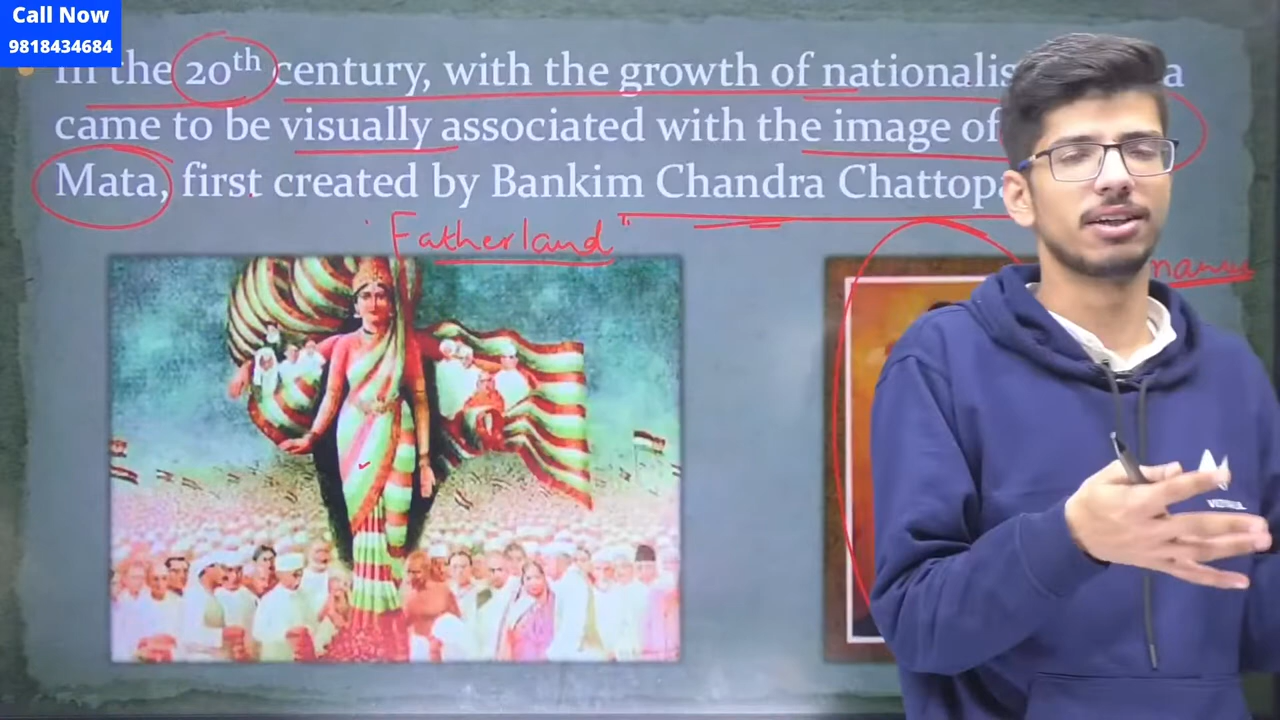 Call Now
9818434684
In the 20th century, with the growth of nationalis a
came to be visually associated with the image of
Mata, first created by Bankim Chandra Chattop
"Fatherland"